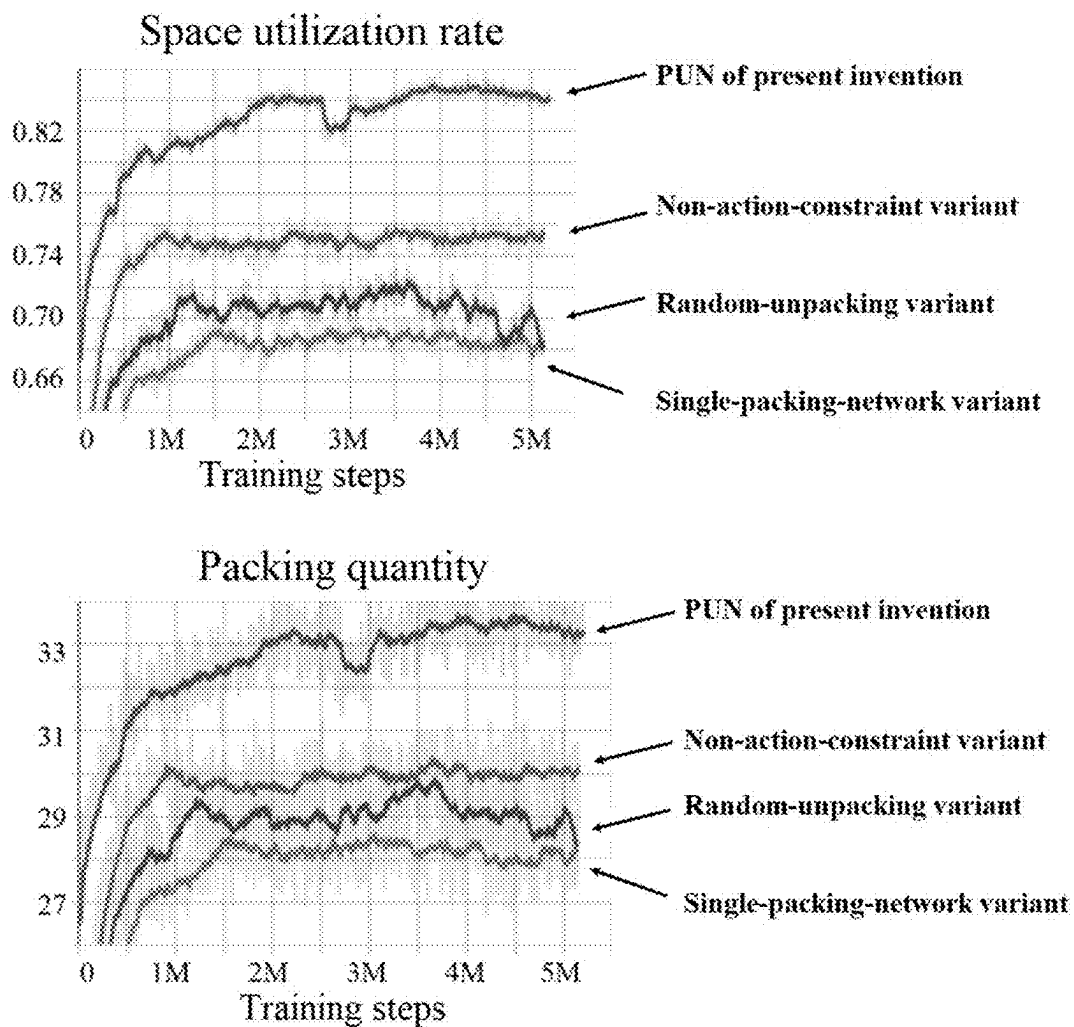 Space utilization rate
PUN of present invention
0.82
0.78
Non-action-constraint variant
0.74
0.70
Random-unpacking variant
0.66
Single-packing-network variant
0 1M 2M 3M 4M 5M
Training steps
Packing quantity
PUN of present invention
33
31
Non-action-constraint variant
29
Random-unpacking variant
27
Single-packing-network variant
0 1M 2M 3M 4M 5M
Training steps